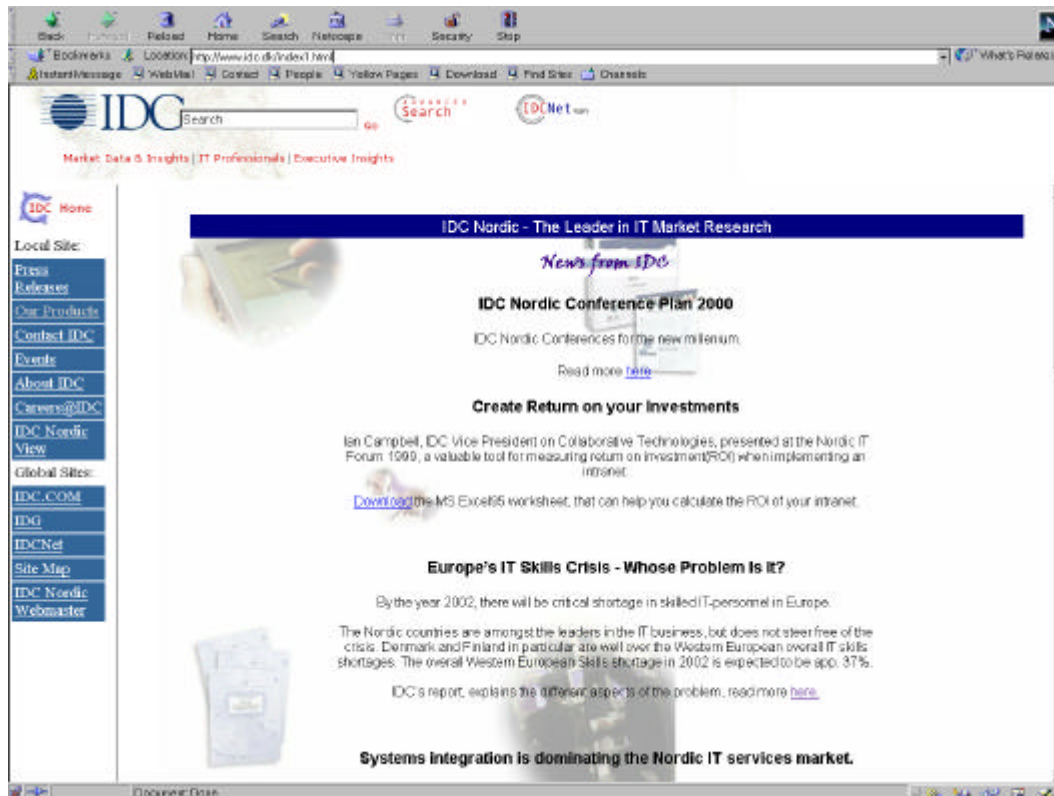 Back Reload Home Search Netscape Security Stop
Bookmarks Location: http://www.idc.dk/index1.html What's Related
Instant Message WebMail Contact People Yellow Pages Download Find Sites Channels
IDC Search Go ADVANCED Search IDCNet
Market Data & Insights | IT Professionals | Executive Insights
IDC Home
Local Site:
Press
Releases
Our Products
Contact IDC
Events
About IDC
Careers@IDC
IDC Nordic
View
Global Sites:
IDC.COM
IDG
IDCNet
Site Map
IDC Nordic
Webmaster
IDC Nordic - The Leader in IT Market Research
News from IDC
IDC Nordic Conference Plan 2000
IDC Nordic Conferences for the new millenium.
Read more here
Create Return on your Investments
Ian Campbell, IDC Vice President on Collaborative Technologies, presented at the Nordic IT
Forum 1999, a valuable tool for measuring return on investment(ROI) when implementing an
intranet.
Download the MS Excel95 worksheet, that can help you calculate the ROI of your intranet.
Europe's IT Skills Crisis - Whose Problem Is It?
By the year 2002, there will be critical shortage in skilled IT-personnel in Europe.
The Nordic countries are amongst the leaders in the IT business, but does not steer free of the
crisis. Denmark and Finland in particular are well over the Western European overall IT skills
shortages. The overall Western European Skills shortage in 2002 is expected to be app. 37%.
IDC's report, explains the different aspects of the problem, read more here.
Systems integration is dominating the Nordic IT services market.
Document: Done